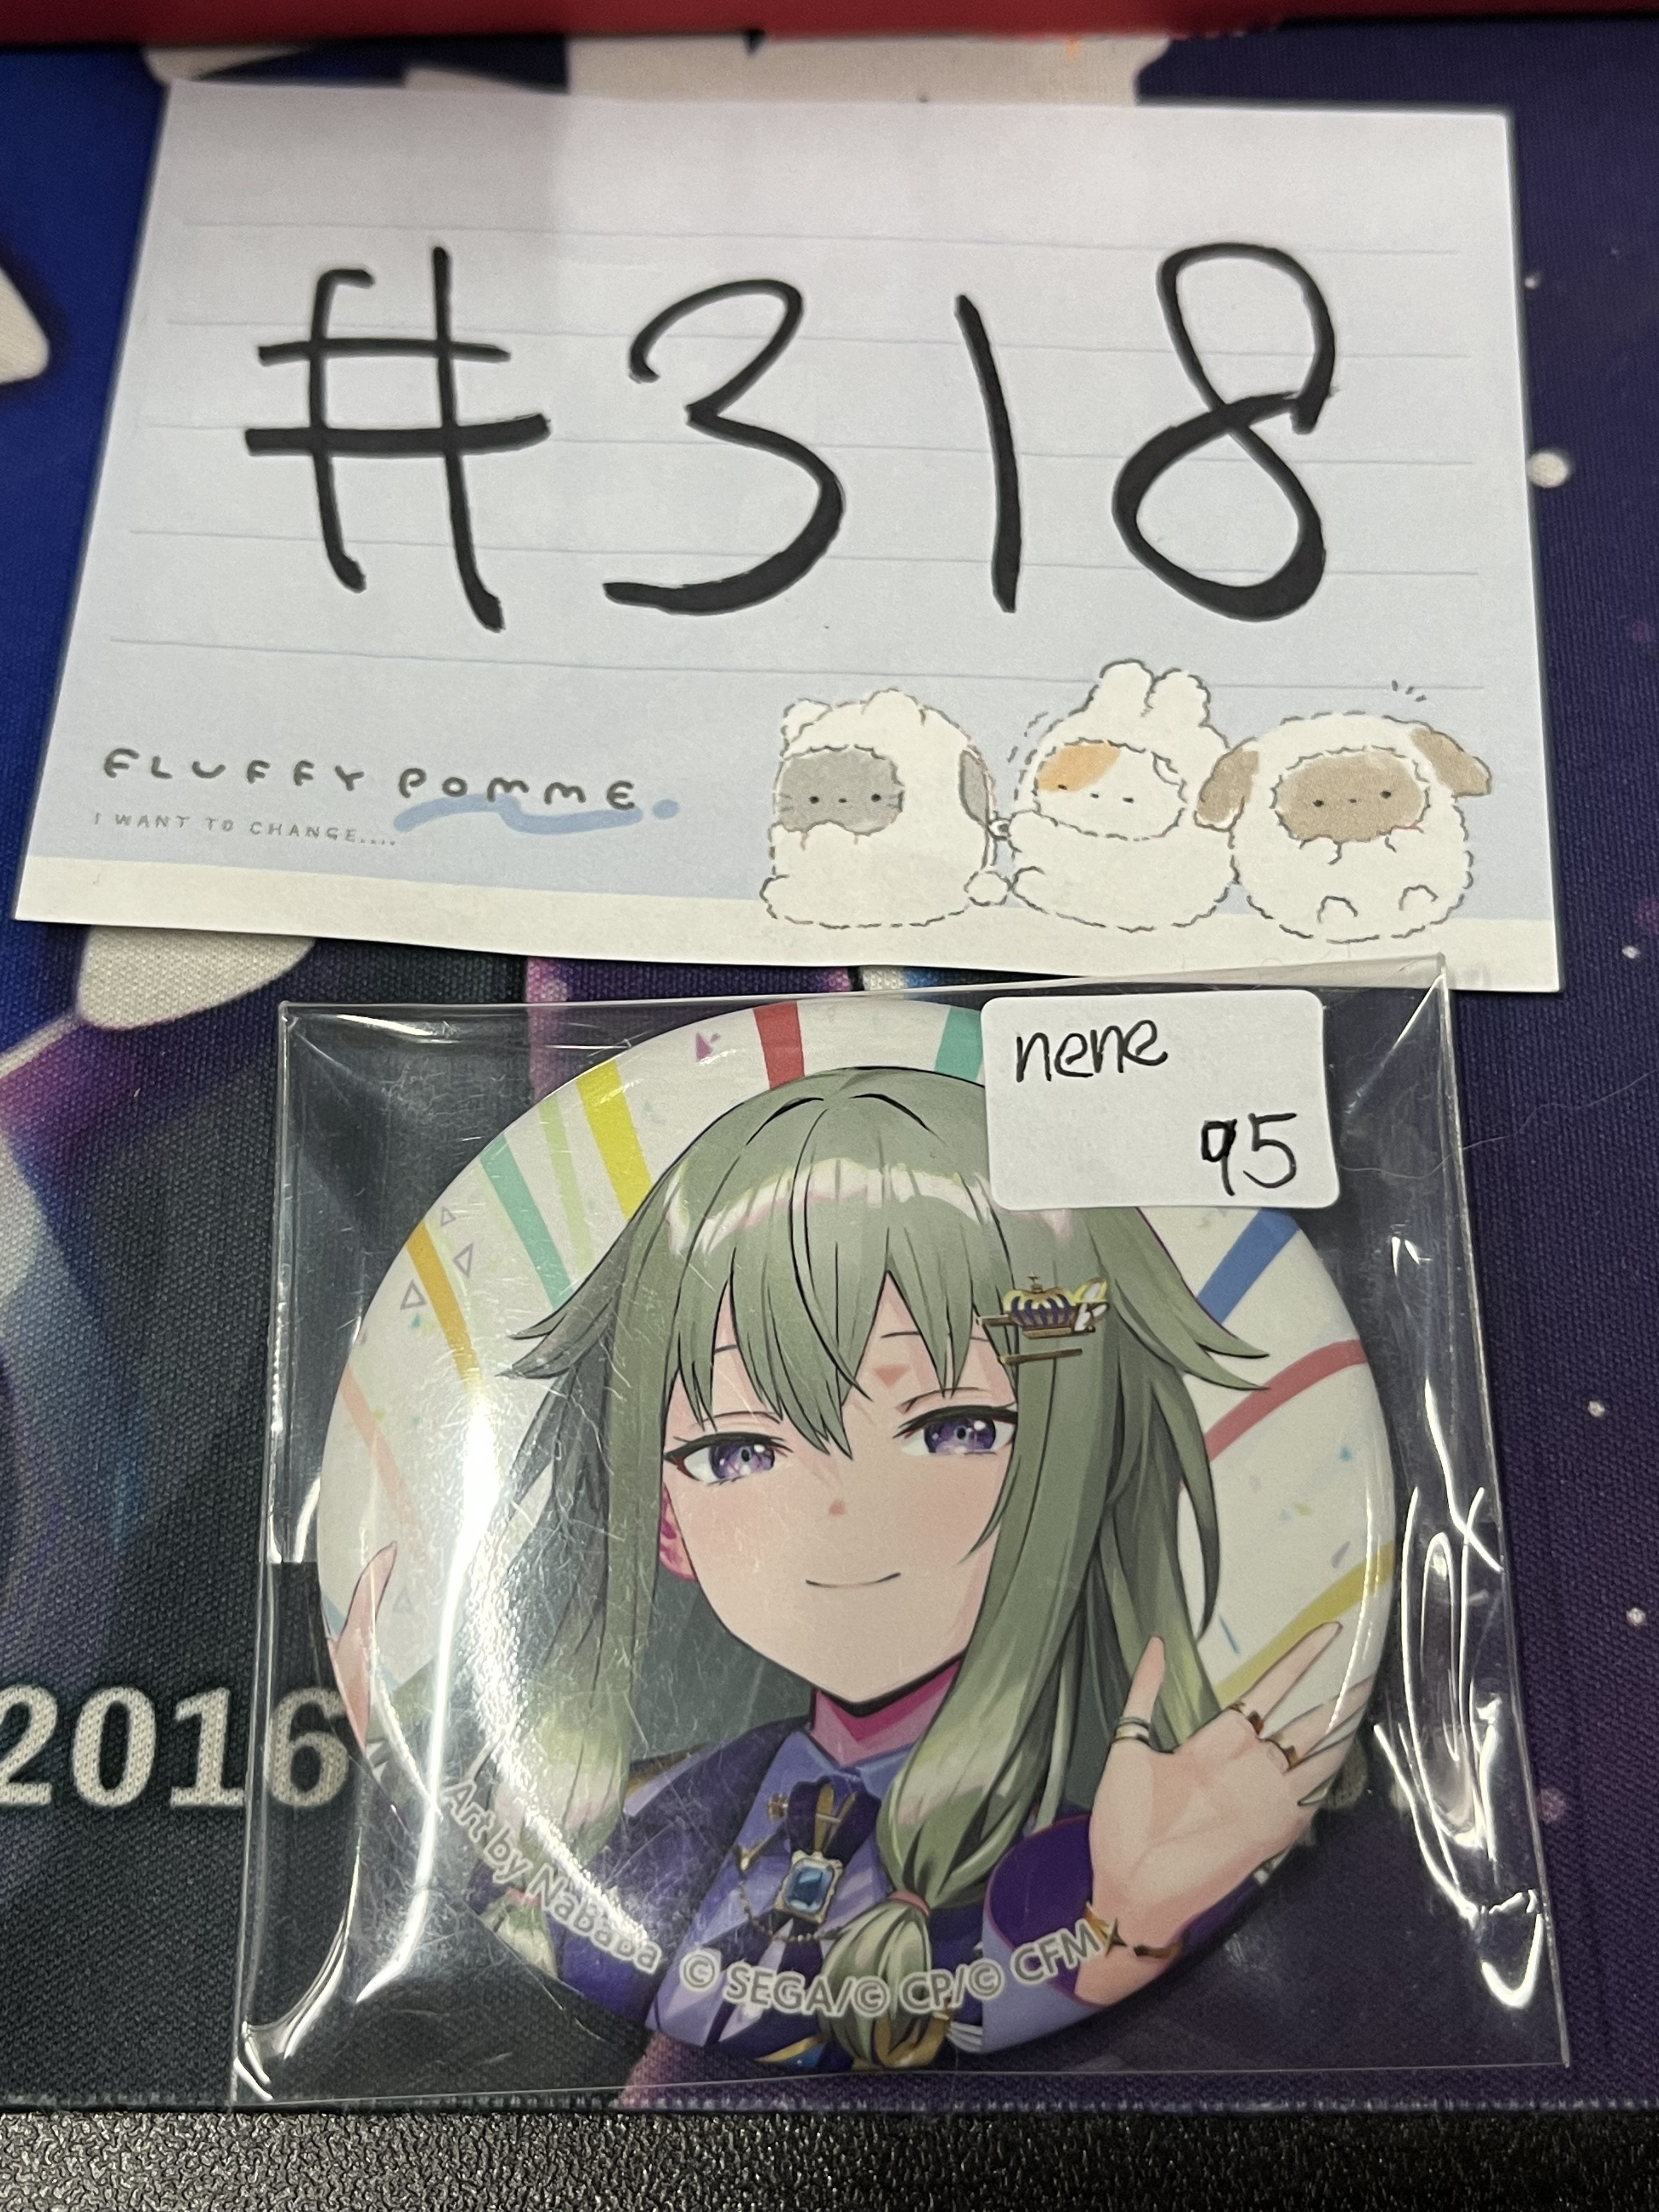 #318
FLUFFY POMME
I WANT TO CHANGE....
nene
95
2016
Art by Nababa © SEGA/© CP/© CFM